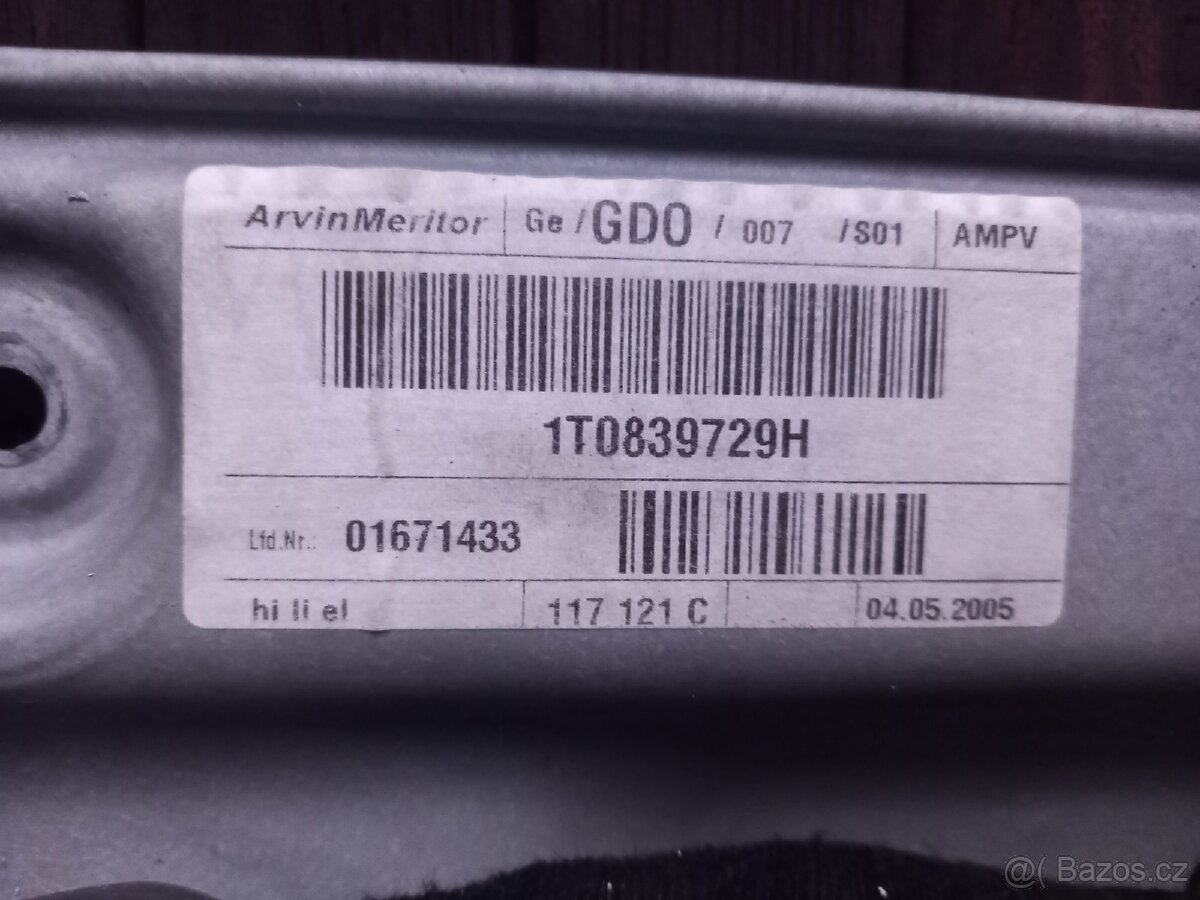 ArvinMeritor Ge / GDO / 007 /S01 AMPV
1T0839729H
Lfd.Nr.: 01671433
hi li el 117 121 C 04.05.2005
@( Bazos.cz